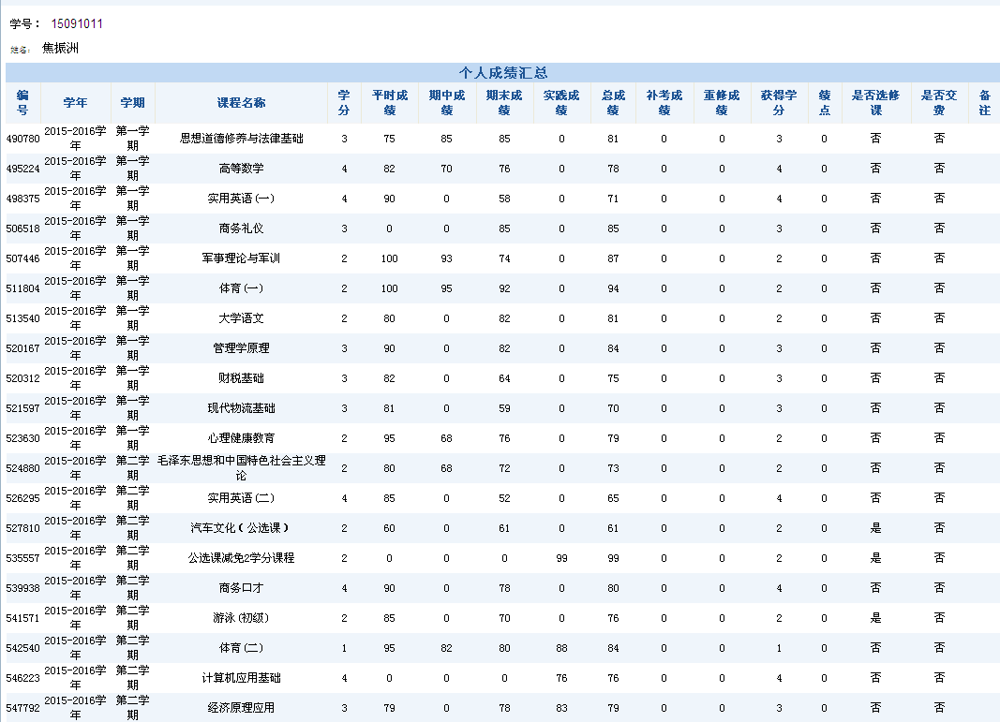 学号： 15091011
姓名： 焦振洲
个人成绩汇总
编号 学年 学期 课程名称 学分 平时成绩 期中成绩 期末成绩 实践成绩 总成绩 补考成绩 重修成绩 获得学分 绩点 是否选修课 是否交费 备注
490780 2015-2016学年 第一学期 思想道德修养与法律基础 3 75 85 85 0 81 0 0 3 0 否 否
495224 2015-2016学年 第一学期 高等数学 4 82 70 76 0 78 0 0 4 0 否 否
498375 2015-2016学年 第一学期 实用英语(一) 4 90 0 58 0 71 0 0 4 0 否 否
506518 2015-2016学年 第一学期 商务礼仪 3 0 0 85 0 85 0 0 3 0 否 否
507446 2015-2016学年 第一学期 军事理论与军训 2 100 93 74 0 87 0 0 2 0 否 否
511804 2015-2016学年 第一学期 体育(一) 2 100 95 92 0 94 0 0 2 0 否 否
513540 2015-2016学年 第一学期 大学语文 2 80 0 82 0 81 0 0 2 0 否 否
520167 2015-2016学年 第一学期 管理学原理 3 90 0 82 0 84 0 0 3 0 否 否
520312 2015-2016学年 第一学期 财税基础 3 82 0 64 0 75 0 0 3 0 否 否
521597 2015-2016学年 第一学期 现代物流基础 3 81 0 59 0 70 0 0 3 0 否 否
523630 2015-2016学年 第一学期 心理健康教育 2 95 68 76 0 79 0 0 2 0 否 否
524880 2015-2016学年 第二学期 毛泽东思想和中国特色社会主义理论 2 80 68 72 0 73 0 0 2 0 否 否
526295 2015-2016学年 第二学期 实用英语(二) 4 85 0 52 0 65 0 0 4 0 否 否
527810 2015-2016学年 第二学期 汽车文化（公选课） 2 60 0 61 0 61 0 0 2 0 是 否
535557 2015-2016学年 第二学期 公选课减免2学分课程 2 0 0 0 99 99 0 0 2 0 是 否
539938 2015-2016学年 第二学期 商务口才 4 90 0 78 0 80 0 0 4 0 否 否
541571 2015-2016学年 第二学期 游泳(初级) 2 85 0 70 0 76 0 0 2 0 是 否
542540 2015-2016学年 第二学期 体育(二) 1 95 82 80 88 84 0 0 1 0 否 否
546223 2015-2016学年 第二学期 计算机应用基础 4 0 0 0 76 76 0 0 4 0 否 否
547792 2015-2016学年 第二学期 经济原理应用 3 79 0 78 83 79 0 0 3 0 否 否